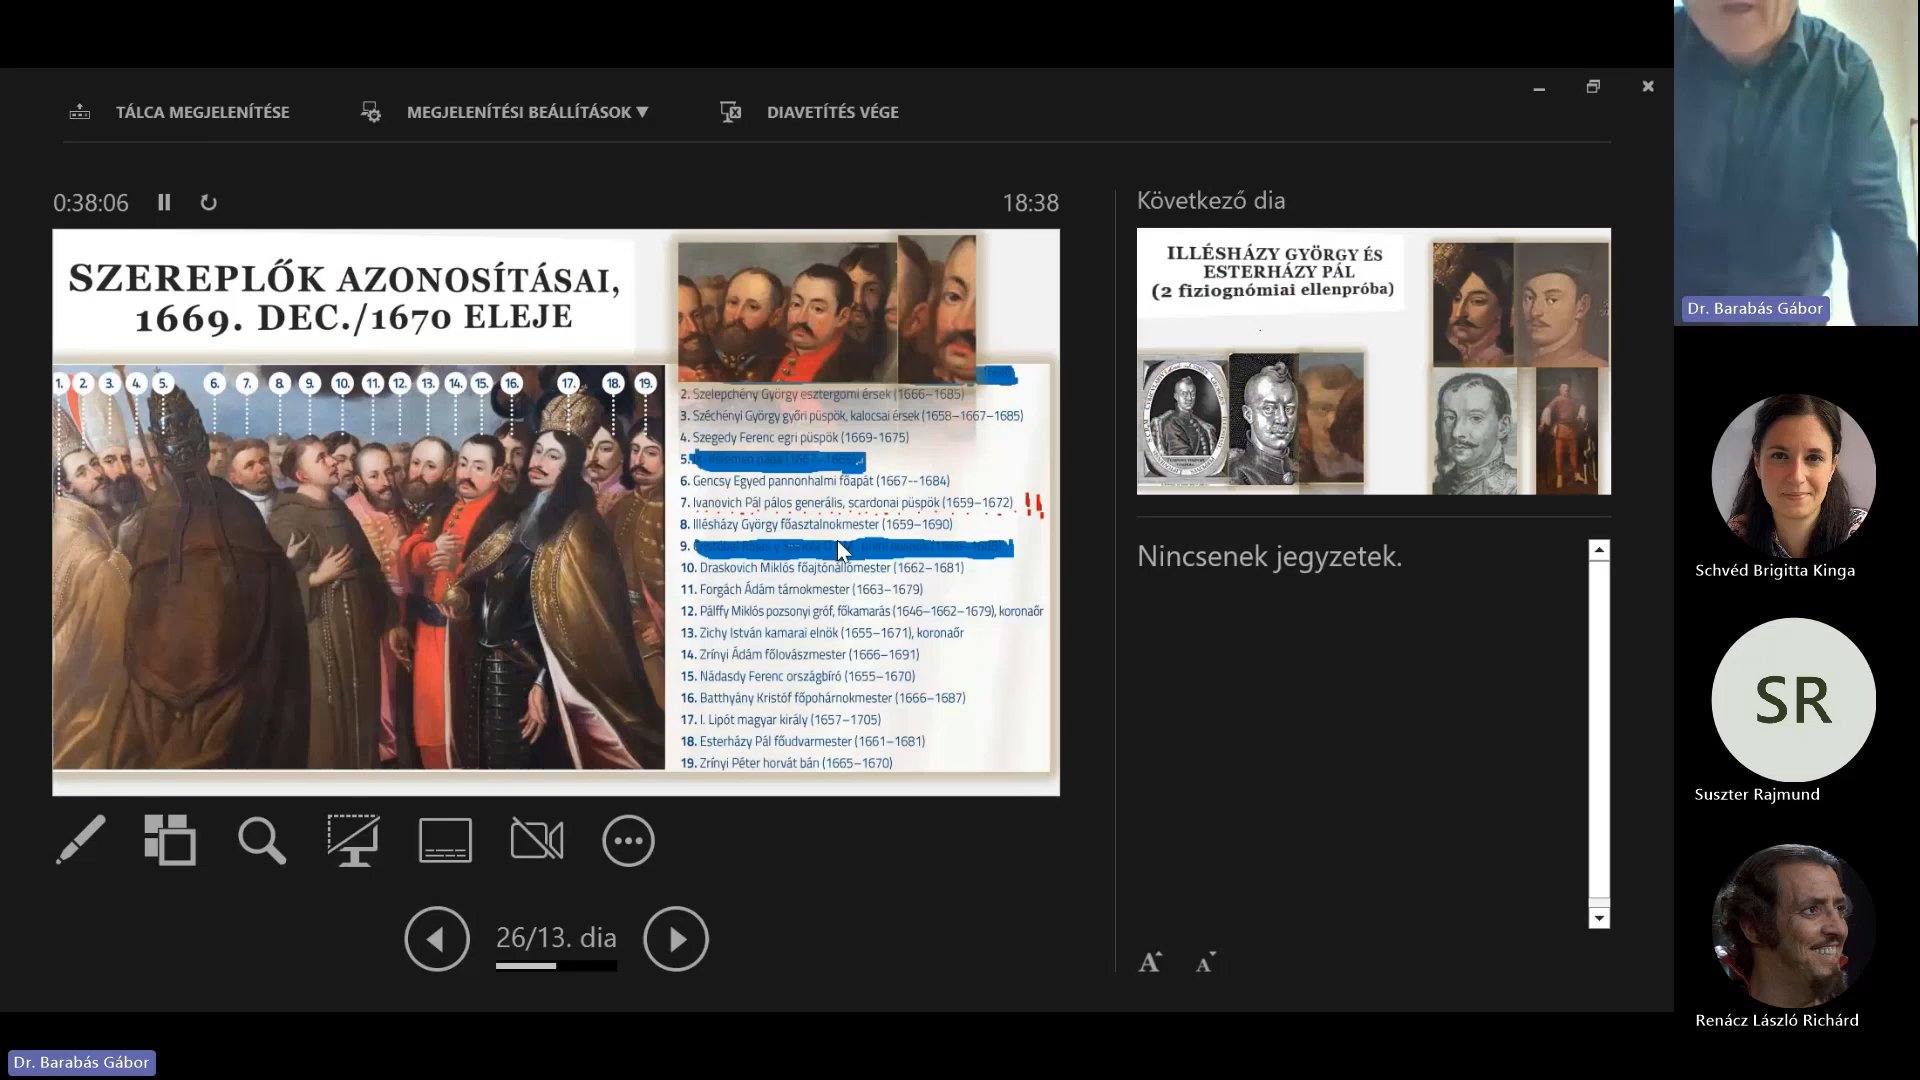 TÁLCA MEGJELENÍTÉSE
MEGJELENÍTÉSI BEÁLLÍTÁSOK ▼
DIAVETÍTÉS VÉGE
0:38:06
18:38
SZEREPLŐK AZONOSÍTÁSAI,
1669. DEC./1670 ELEJE
1. 2. 3. 4. 5. 6. 7. 8. 9. 10. 11. 12. 13. 14. 15. 16. 17. 18. 19.
2. Szelepchény György esztergomi érsek (1666–1685)
3. Széchényi György győri püspök, kalocsai érsek (1658–1667–1685)
4. Szegedy Ferenc egri püspök (1669-1675)
5. IX. Kelemen pápa (1667–1669)
6. Gencsy Egyed pannonhalmi főapát (1667--1684)
7. Ivanovich Pál pálos generális, scardonai püspök (1659–1672)
8. Illésházy György főasztalnokmester (1659–1690)
9.
10. Draskovich Miklós főajtónállómester (1662–1681)
11. Forgách Ádám tárnokmester (1663–1679)
12. Pálffy Miklós pozsonyi gróf, főkamarás (1646–1662–1679), koronaőr
13. Zichy István kamarai elnök (1655–1671), koronaőr
14. Zrínyi Ádám főlovászmester (1666–1691)
15. Nádasdy Ferenc országbíró (1655–1670)
16. Batthyány Kristóf főpohárnokmester (1666–1687)
17. I. Lipót magyar király (1657–1705)
18. Esterházy Pál főudvarmester (1661–1681)
19. Zrínyi Péter horvát bán (1665–1670)
26/13. dia
Következő dia
ILLÉSHÁZY GYÖRGY ÉS
ESTERHÁZY PÁL
(2 fiziognómiai ellenpróba)
Nincsenek jegyzetek.
A A
Dr. Barabás Gábor
Schvéd Brigitta Kinga
SR
Suszter Rajmund
Renácz László Richárd
Dr. Barabás Gábor